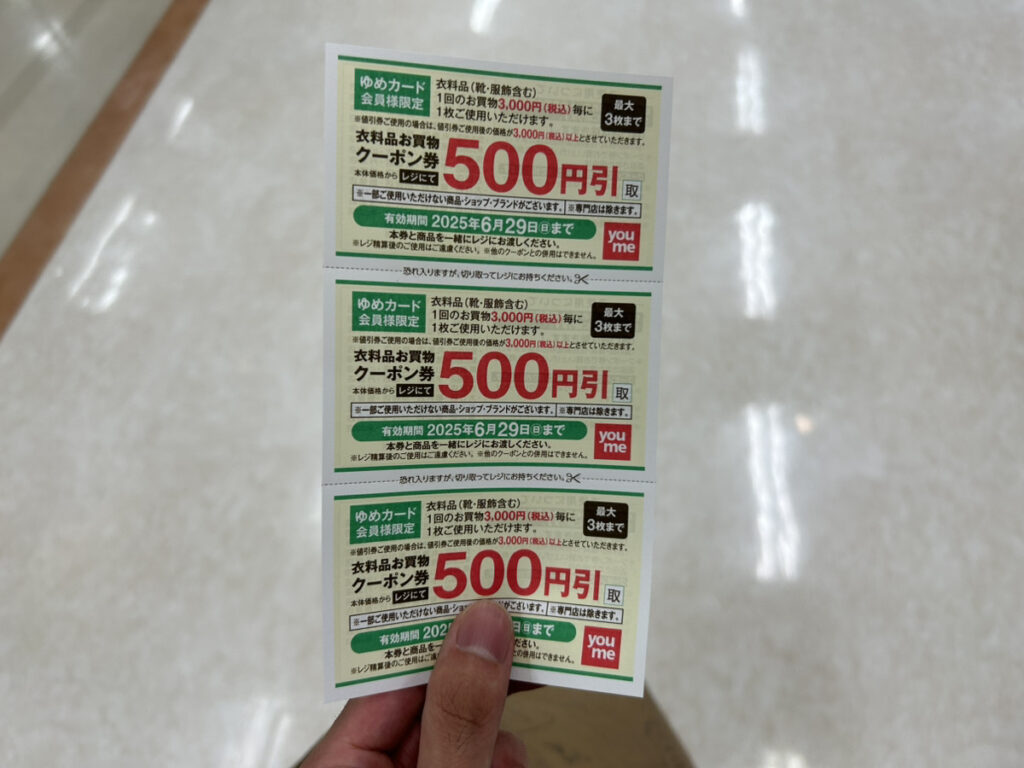 ゆめカード
会員様限定
衣料品(靴・服飾含む)
1回のお買物3,000円(税込)毎に
1枚ご使用いただけます。
最大
3枚まで
※値引券ご使用の場合は、値引券ご使用後の価格が3,000円(税込)以上とさせていただきます。
衣料品お買物
クーポン券
本体価格から レジにて
500円引 取
※一部ご使用いただけない商品・ショップ・ブランドがございます。 ※専門店は除きます。
有効期間 2025年6月29日㊐まで
本券と商品を一緒にレジにお渡しください。
※レジ精算後のご使用はご遠慮ください。※他のクーポンとの併用はできません。
you
me
恐れ入りますが、切り取ってレジにお持ちください。
ゆめカード
会員様限定
衣料品(靴・服飾含む)
1回のお買物3,000円(税込)毎に
1枚ご使用いただけます。
最大
3枚まで
※値引券ご使用の場合は、値引券ご使用後の価格が3,000円(税込)以上とさせていただきます。
衣料品お買物
クーポン券
本体価格から レジにて
500円引 取
※一部ご使用いただけない商品・ショップ・ブランドがございます。 ※専門店は除きます。
有効期間 2025年6月29日㊐まで
本券と商品を一緒にレジにお渡しください。
※レジ精算後のご使用はご遠慮ください。※他のクーポンとの併用はできません。
you
me
恐れ入りますが、切り取ってレジにお持ちください。
ゆめカード
会員様限定
衣料品(靴・服飾含む)
1回のお買物3,000円(税込)毎に
1枚ご使用いただけます。
最大
3枚まで
※値引券ご使用の場合は、値引券ご使用後の価格が3,000円(税込)以上とさせていただきます。
衣料品お買物
クーポン券
本体価格から レジにて
500円引 取
※一部ご使用いただけない商品・ショッ ンドがございます。 ※専門店は除きます。
有効期間 202 日㊐まで
本券と商品を一 ださい。
※レジ精算後のご使用はご遠慮 との併用はできません。
you
me